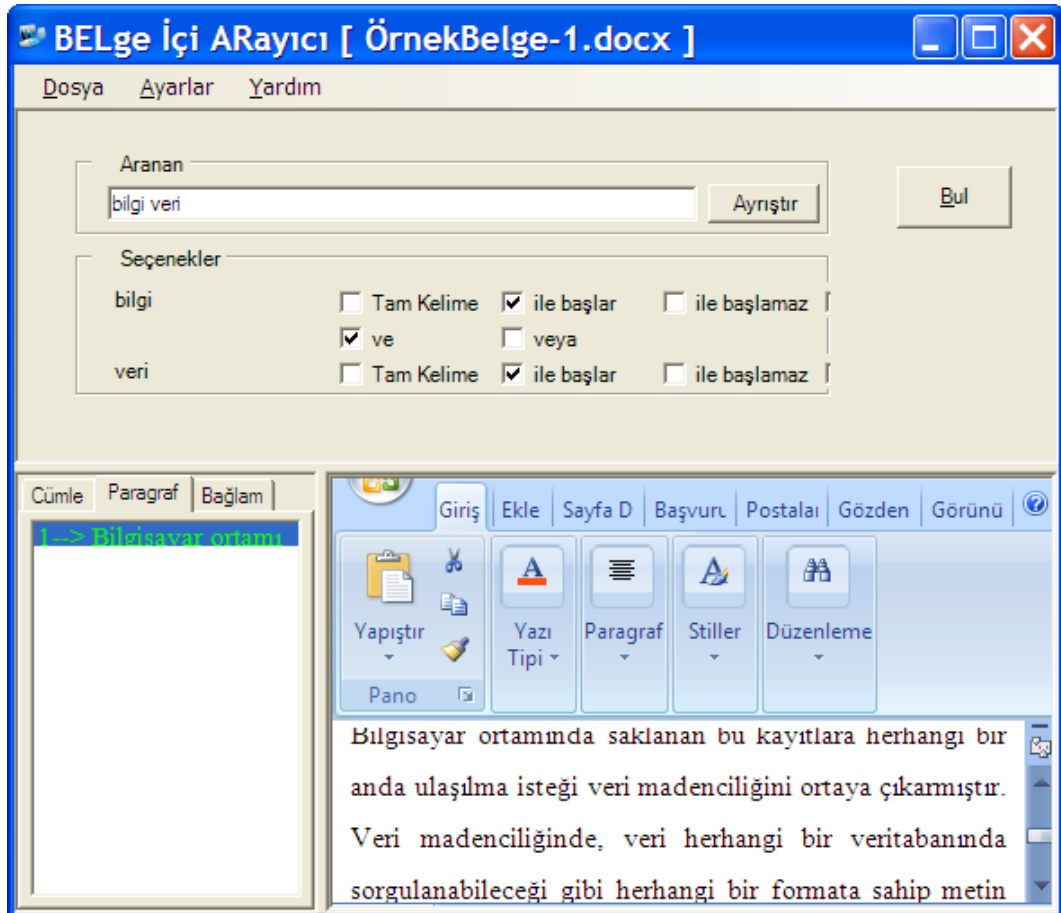 BELge İçi ARayıcı [ ÖrnekBelge-1.docx ]
Dosya Ayarlar Yardım
Aranan
bilgi veri
Ayrıştır
Bul
Seçenekler
bilgi Tam Kelime ile başlar ile başlamaz
ve veya
veri Tam Kelime ile başlar ile başlamaz
Cümle Paragraf Bağlam
1--> Bilgisayar ortamı
Giriş Ekle Sayfa D Başvuru Postalar Gözden Görünü
Yapıştır
Yazı Tipi
Paragraf
Stiller
Düzenleme
Pano
Bilgisayar ortamında saklanan bu kayıtlara herhangi bir
anda ulaşılma isteği veri madenciliğini ortaya çıkarmıştır.
Veri madenciliğinde, veri herhangi bir veritabanında
sorgulanabileceği gibi herhangi bir formata sahip metin